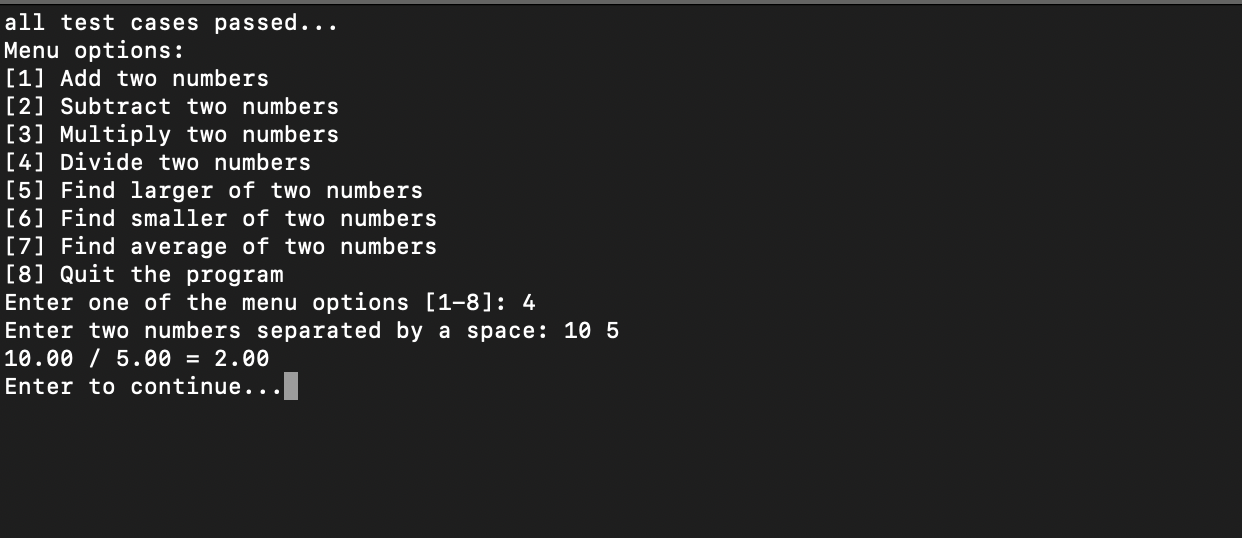 all test cases passed...
Menu options:
[1] Add two numbers
[2] Subtract two numbers
[3] Multiply two numbers
[4] Divide two numbers
[5] Find larger of two numbers
[6] Find smaller of two numbers
[7] Find average of two numbers
[8] Quit the program
Enter one of the menu options [1-8]: 4
Enter two numbers separated by a space: 10 5
10.00 / 5.00 = 2.00
Enter to continue...